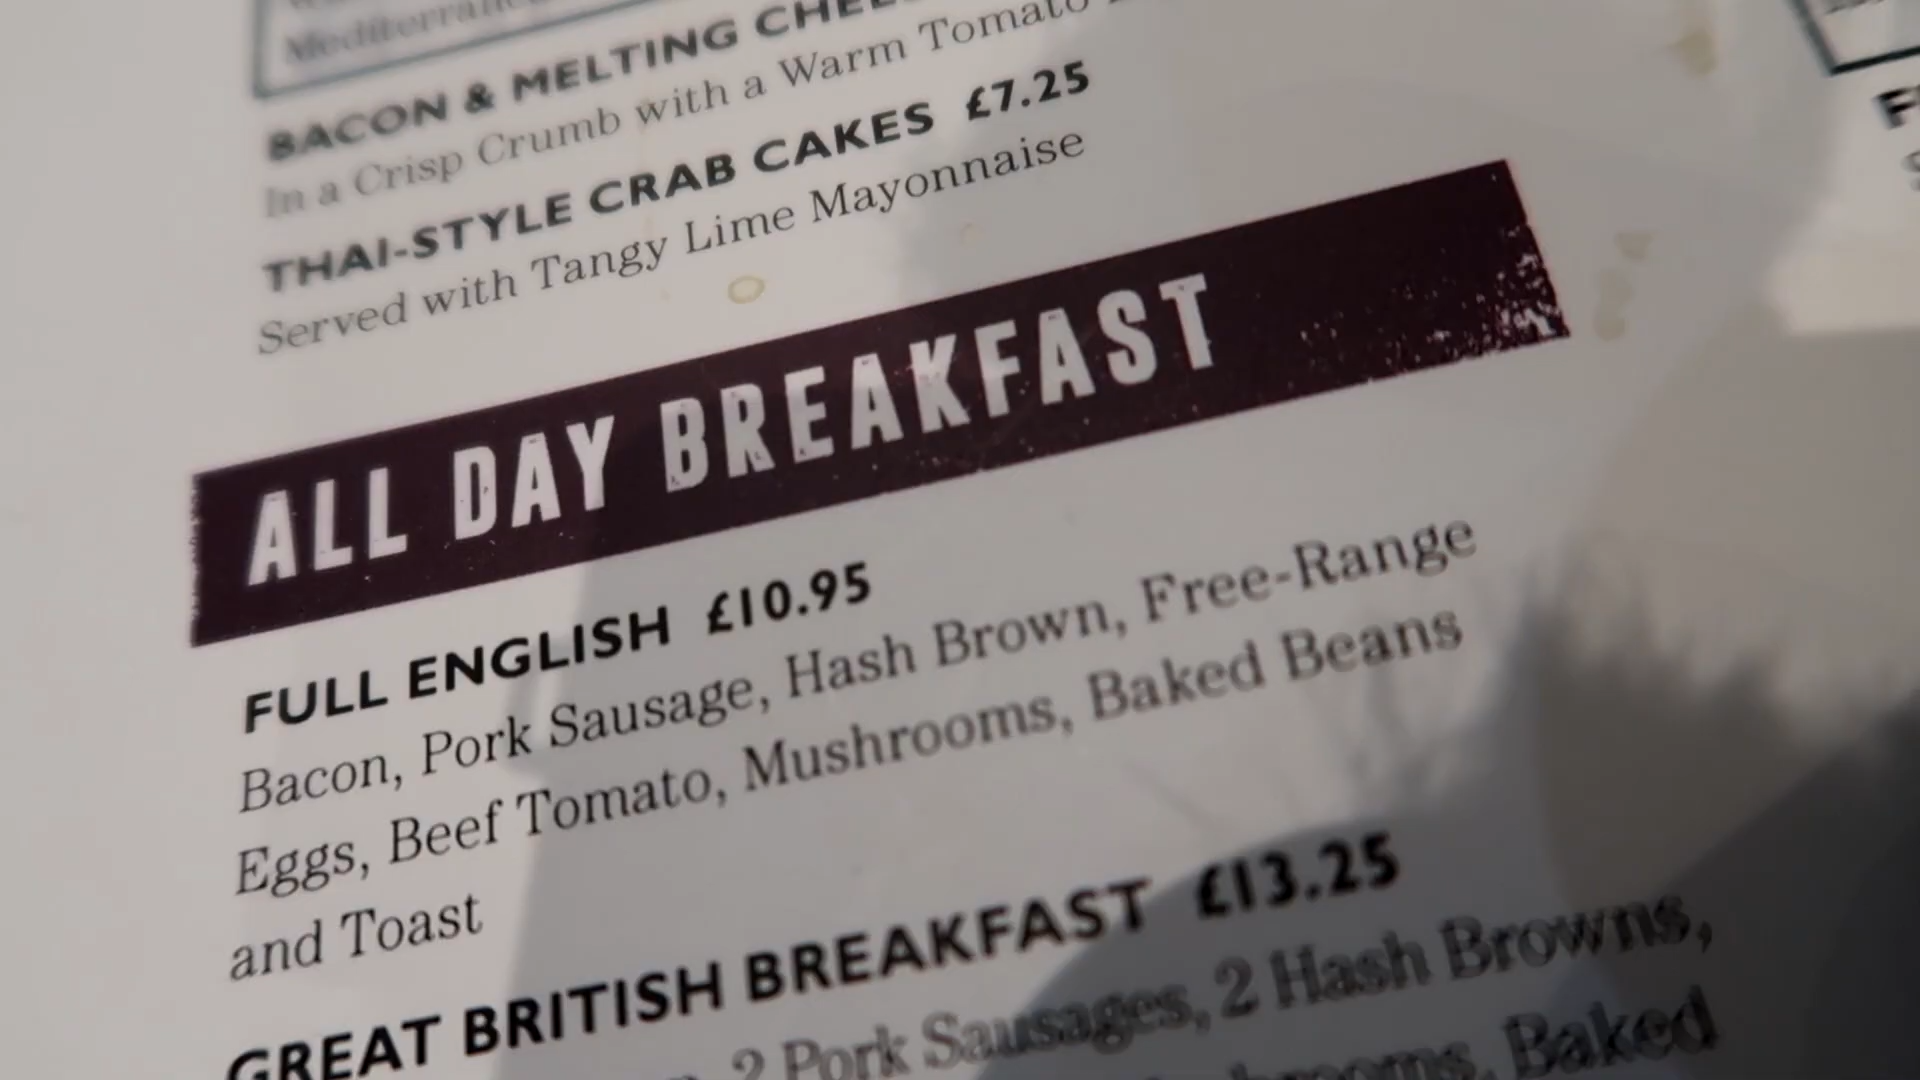 BACON & MELTING
In a Crisp Crumb with a Warm Tomato
THAI-STYLE CRAB CAKES £7.25
Served with Tangy Lime Mayonnaise
ALL DAY BREAKFAST
FULL ENGLISH £10.95
Bacon, Pork Sausage, Hash Brown, Free-Range
Eggs, Beef Tomato, Mushrooms, Baked Beans
and Toast
GREAT BRITISH BREAKFAST £13.25
2 Pork Sausages, 2 Hash Browns,
Baked